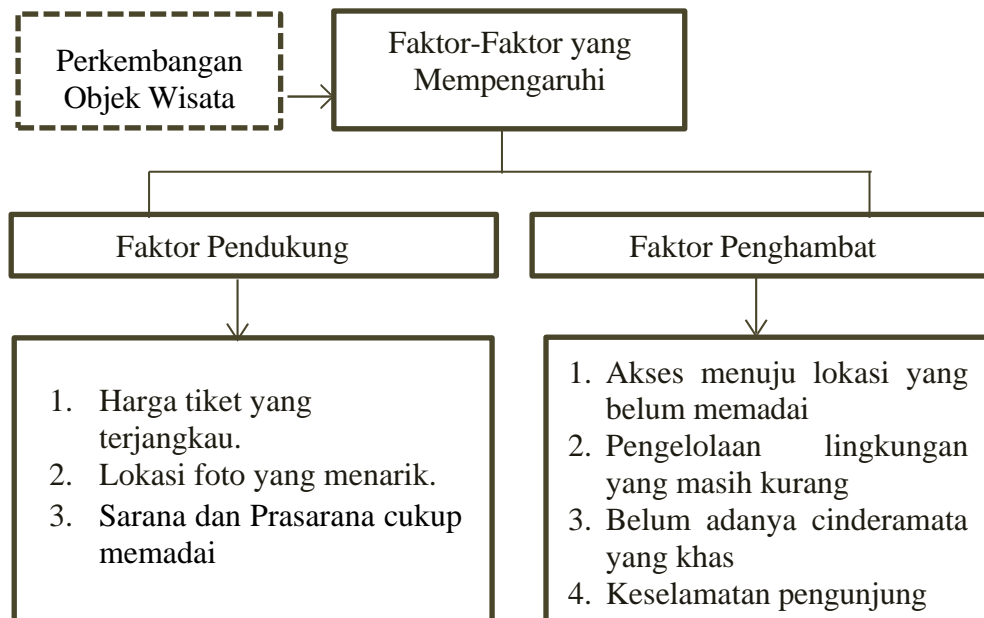 Perkembangan
Objek Wisata
Faktor-Faktor yang
Mempengaruhi
Faktor Pendukung
Faktor Penghambat
1. Harga tiket yang
terjangkau.
2. Lokasi foto yang menarik.
3. Sarana dan Prasarana cukup
memadai
1. Akses menuju lokasi yang
belum memadai
2. Pengelolaan lingkungan
yang masih kurang
3. Belum adanya cinderamata
yang khas
4. Keselamatan pengunjung